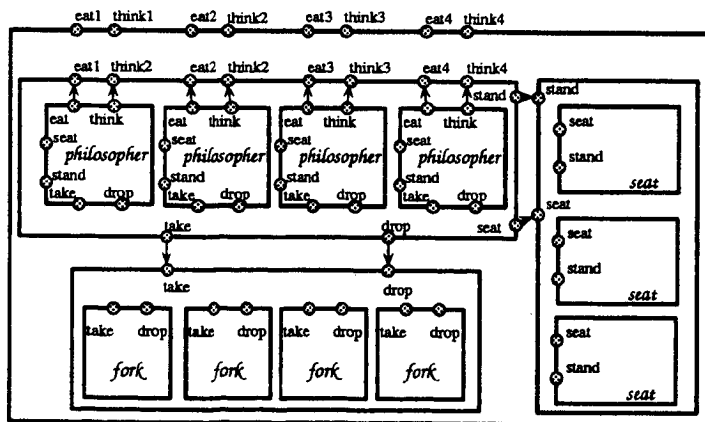 eat1 think1 eat2 think2 eat3 think3 eat4 think4
eat1 think2 eat2 think2 eat3 think3 eat4 think4
stand stand
eat think eat think eat think eat think
seat seat seat seat
philosopher philosopher philosopher philosopher
stand stand stand stand
take drop take drop take drop take drop
seat
stand
seat
take drop seat seat
take drop
seat
stand
seat
take drop take drop take drop take drop
fork fork fork fork
seat
stand
seat